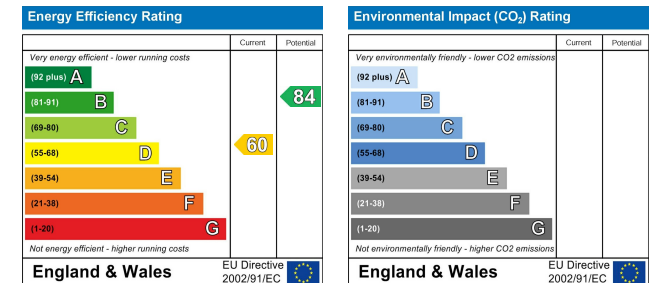 Energy Efficiency Rating
Current Potential
Very energy efficient - lower running costs
(92 plus) A
(81-91) B
84
(69-80) C
(55-68) D
60
(39-54) E
(21-38) F
(1-20) G
Not energy efficient - higher running costs
England & Wales
EU Directive
2002/91/EC
Environmental Impact (CO₂) Rating
Current Potential
Very environmentally friendly - lower CO2 emissions
(92 plus) A
(81-91) B
(69-80) C
(55-68) D
(39-54) E
(21-38) F
(1-20) G
Not environmentally friendly - higher CO2 emissions
England & Wales
EU Directive
2002/91/EC